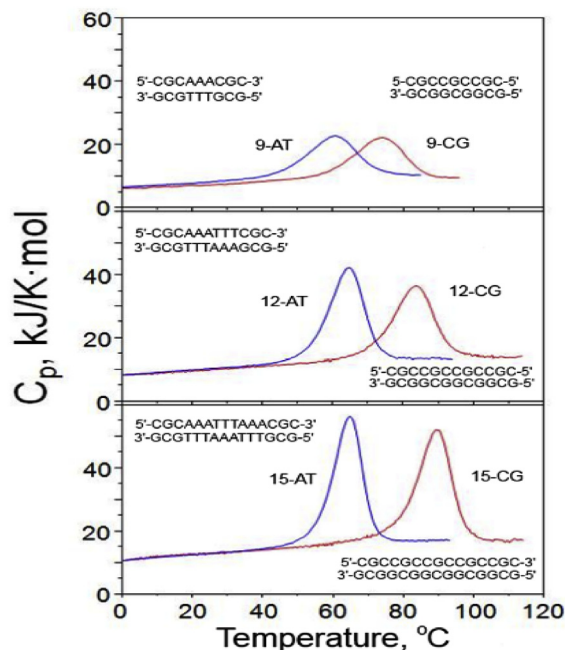 60
5'-CGCAAACGC-3' 5-CGCCGCCGC-5'
40
3'-GCGTTTGCG-5' 3'-GCGGCGGCG-5'
9-AT 9-CG
20
0
5'-CGCAAATTTCGC-3'
3'-GCGTTTAAAGCG-5'
40
12-AT 12-CG
20
5'-CGCCGCCGCCGC-5'
3'-GCGGCGGCGGCG-5'
0
5'-CGCAAATTTAAACGC-3'
3'-GCGTTTAAATTTGCG-5'
40
15-AT 15-CG
20
5'-CGCCGCCGCCGCCGC-3'
3'-GCGGCGGCGGCGGCG-5'
0
0 20 40 60 80 100 120
Temperature, °C
Cp, kJ/K·mol